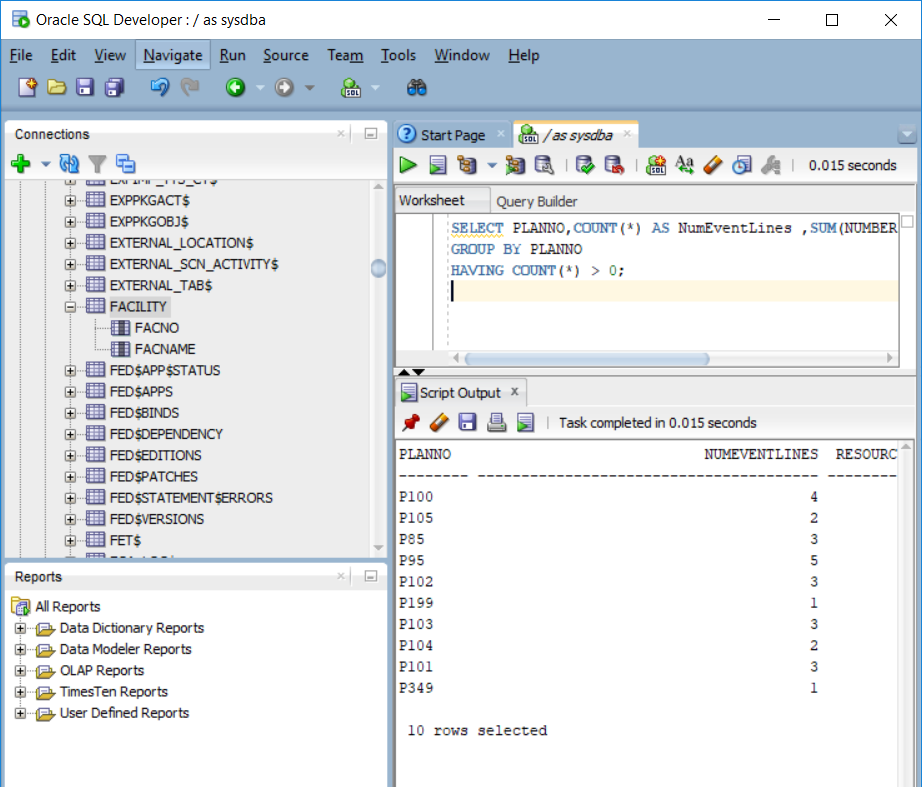 Oracle SQL Developer : / as sysdba
File Edit View Navigate Run Source Team Tools Window Help
Connections
EXPPKGACT$
EXPPKGOBJ$
EXTERNAL_LOCATION$
EXTERNAL_SCN_ACTIVITY$
EXTERNAL_TAB$
FACILITY
FACNO
FACNAME
FED$APP$STATUS
FED$APPS
FED$BINDS
FED$DEPENDENCY
FED$EDITIONS
FED$PATCHES
FED$STATEMENT$ERRORS
FED$VERSIONS
FET$
Reports
All Reports
Data Dictionary Reports
Data Modeler Reports
OLAP Reports
TimesTen Reports
User Defined Reports
Start Page / as sysdba
SQL
0.015 seconds
Worksheet Query Builder
SELECT PLANNO,COUNT(*) AS NumEventLines ,SUM(NUMBER
GROUP BY PLANNO
HAVING COUNT(*) > 0;
Script Output
Task completed in 0.015 seconds
PLANNO NUMEVENTLINES RESOURC
-------- ---------------------------------------- --------
P100 4
P105 2
P85 3
P95 5
P102 3
P199 1
P103 3
P104 2
P101 3
P349 1
10 rows selected